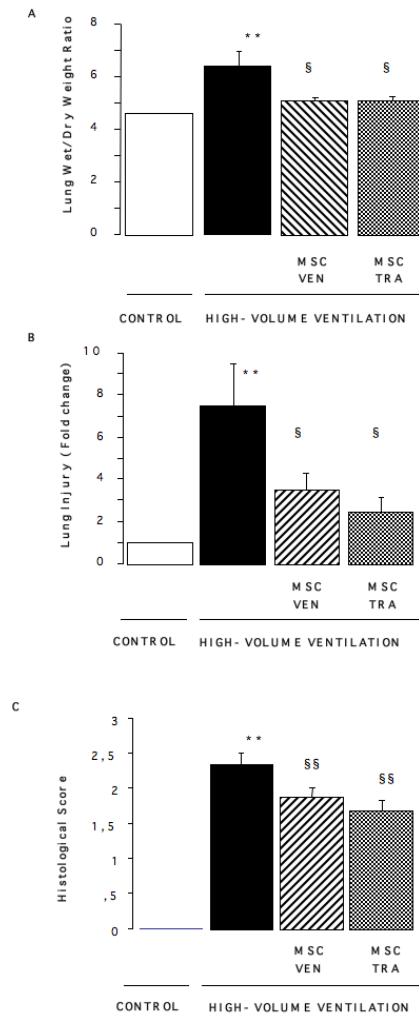 A
Lung Wet/Dry Weight Ratio
8
6
4
2
0
**
§
§
MSC
VEN
MSC
TRA
CONTROL
HIGH- VOLUME VENTILATION
B
Lung Injury (Fold change)
10
8
6
4
2
0
**
§
§
MSC
VEN
MSC
TRA
CONTROL
HIGH- VOLUME VENTILATION
C
Histological Score
3
2,5
2
1,5
1
,5
0
**
§§
§§
MSC
VEN
MSC
TRA
CONTROL
HIGH- VOLUME VENTILATION